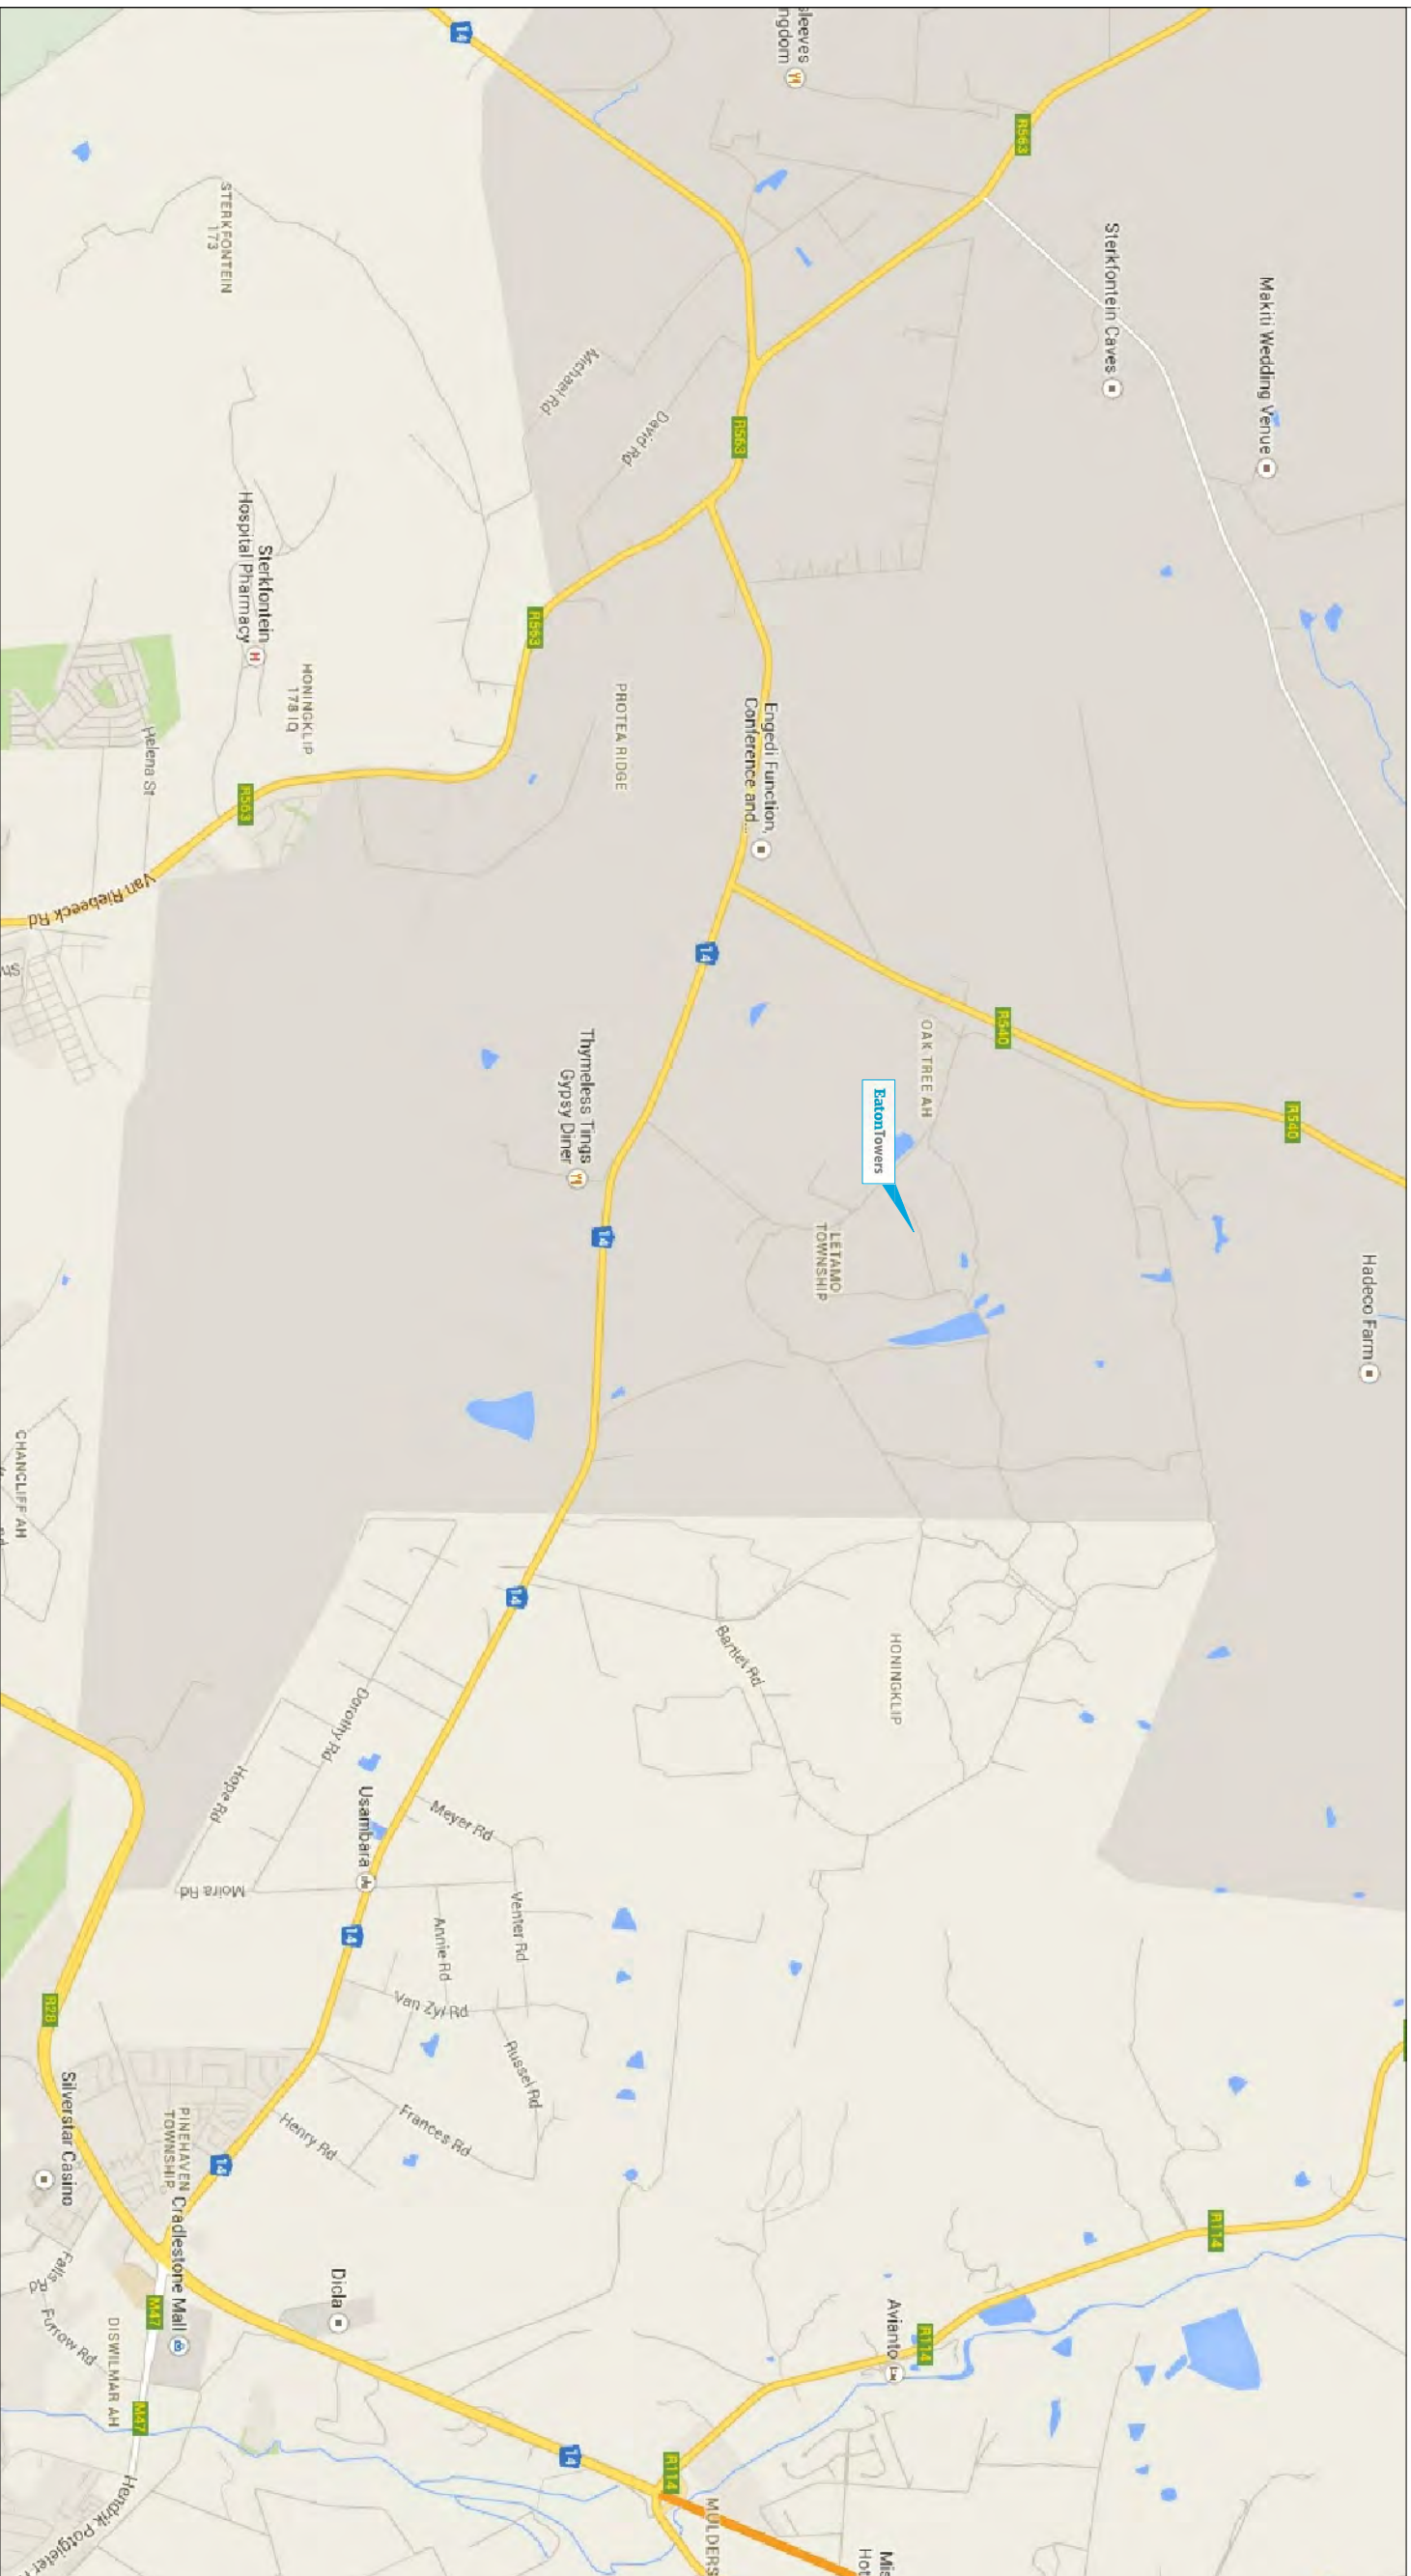 14
Sleeves
ngdom
R563
Sterkfontein Caves
Makiti Wedding Venue
STERKFONTEIN
173
Michael Rd
David Rd
R563
Sterkfontein
Hospital Pharmacy
R563
HONINGKLIP
178 IQ
PROTEA RIDGE
Engedi Function,
Conference and...
Helena St
R563
Van Riebeeck Rd
14
R540
OAK TREE AH
R540
EatonTowers
Thymeless Tings
Gypsy Diner
14
LETAMO
TOWNSHIP
Hadeco Farm
CHANCLIFF AH
14
Bartlet Rd
HONINGKLIP
Dorothy Rd
Hope Rd
Usambara
Meyer Rd
Moira Rd
14
Annie Rd
Venter Rd
Van Zyl Rd
Russel Rd
R28
Silverstar Casino
PINEHAVEN
TOWNSHIP
14
Henry Rd
Frances Rd
Cradlestone Mall
R114
Falls Rd
Furrow Rd
M47
DISWILMAR AH
Dicla
Avianto
R114
M47
Hendrik Potgieter
14
R114
MULDERS
Mis
Hot